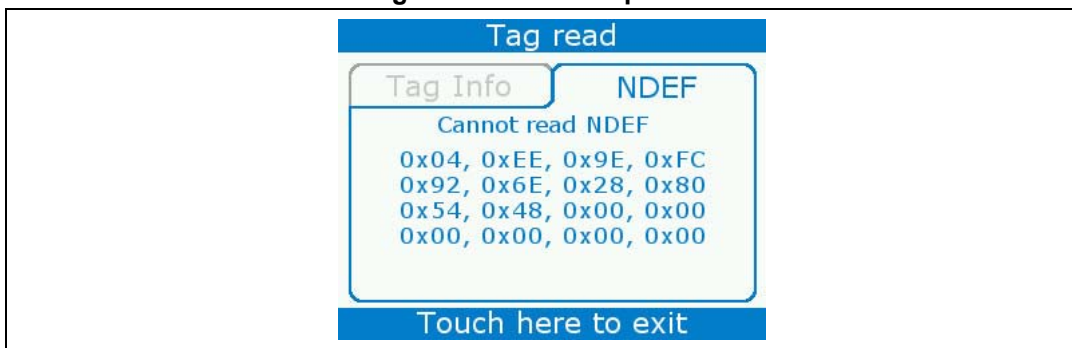 Tag read
Tag Info NDEF
Cannot read NDEF
0x04, 0xEE, 0x9E, 0xFC
0x92, 0x6E, 0x28, 0x80
0x54, 0x48, 0x00, 0x00
0x00, 0x00, 0x00, 0x00
Touch here to exit